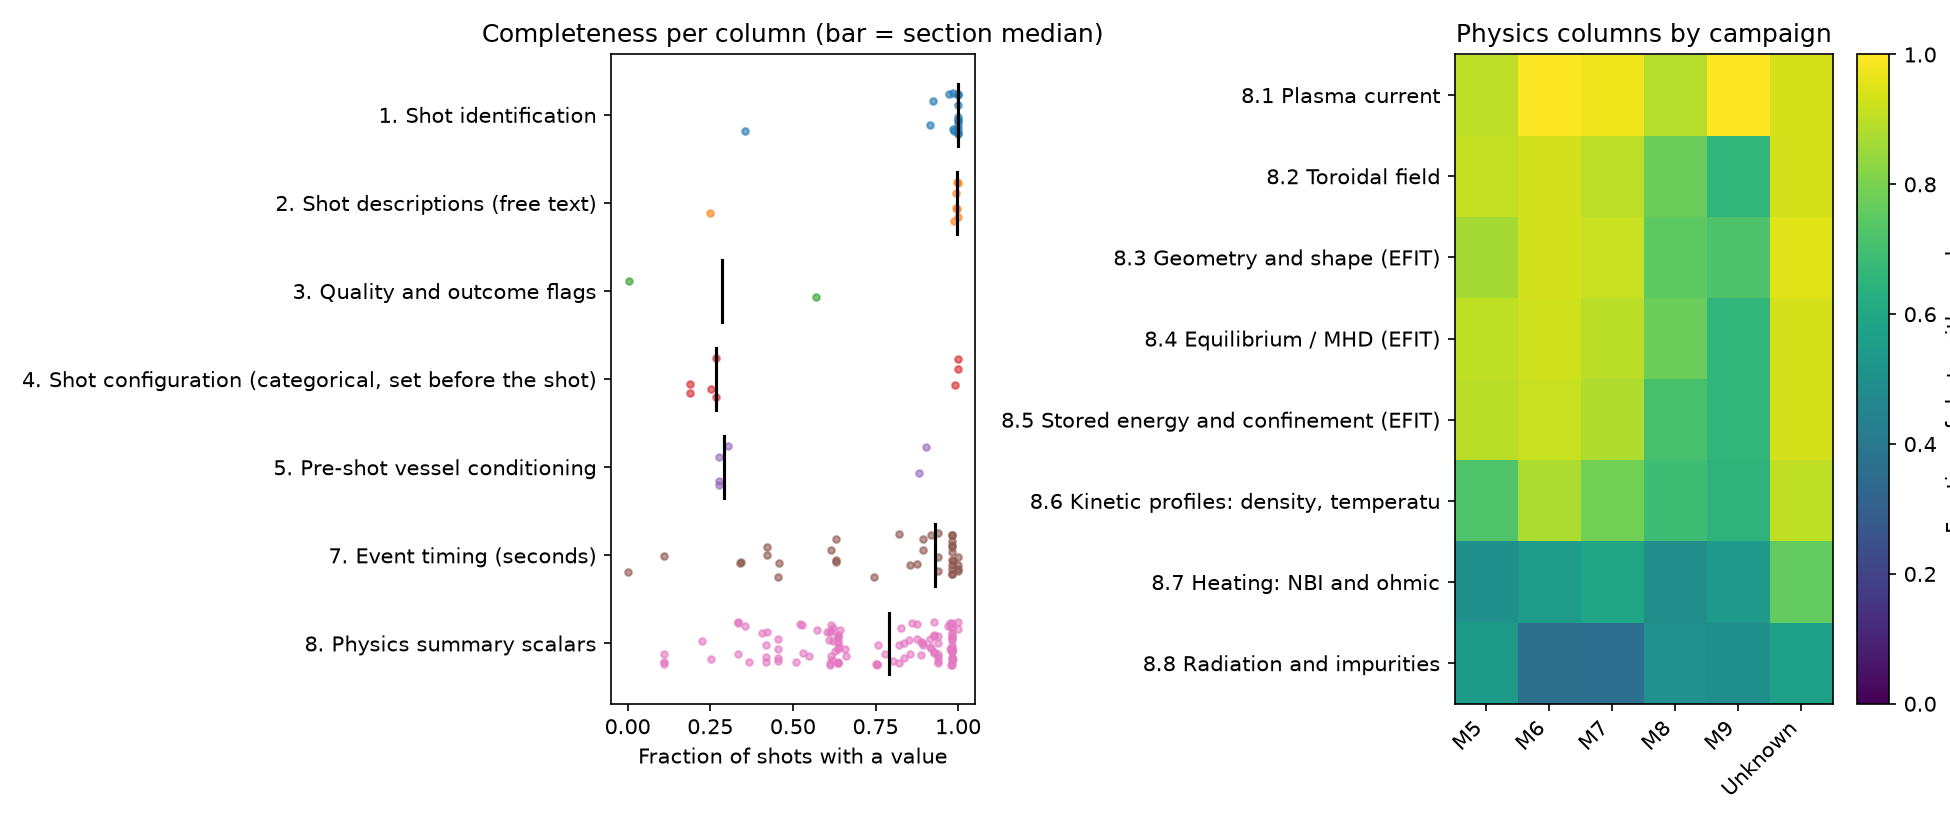 Completeness per column (bar = section median)
1. Shot identification
2. Shot descriptions (free text)
3. Quality and outcome flags
4. Shot configuration (categorical, set before the shot)
5. Pre-shot vessel conditioning
7. Event timing (seconds)
8. Physics summary scalars
0.00 0.25 0.50 0.75 1.00
Fraction of shots with a value
Physics columns by campaign
8.1 Plasma current
8.2 Toroidal field
8.3 Geometry and shape (EFIT)
8.4 Equilibrium / MHD (EFIT)
8.5 Stored energy and confinement (EFIT)
8.6 Kinetic profiles: density, temperatu
8.7 Heating: NBI and ohmic
8.8 Radiation and impurities
M5 M6 M7 M8 M9 Unknown
1.0
0.8
0.6
0.4
0.2
0.0